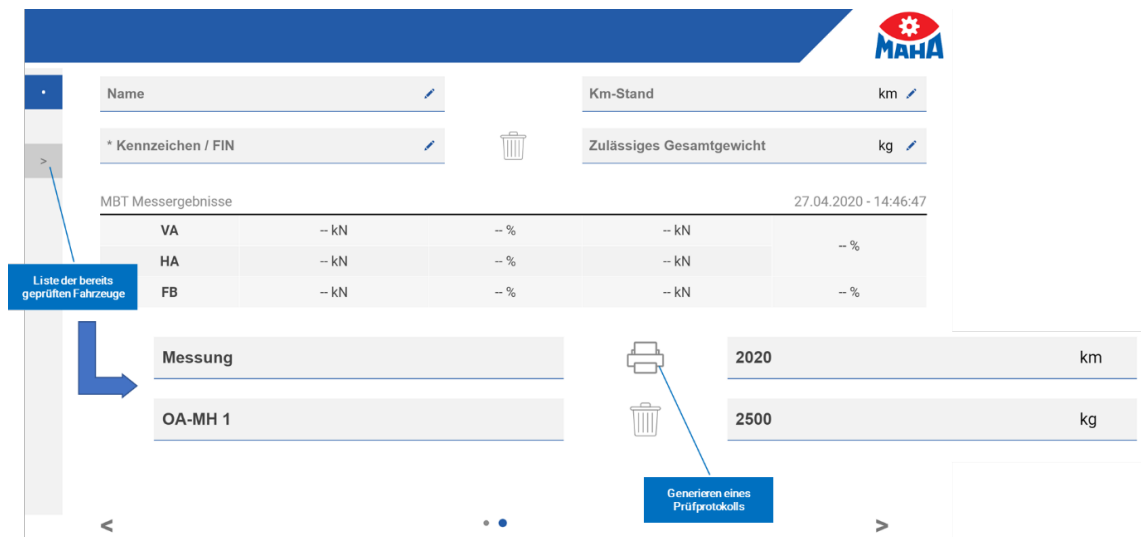 MAHA
Name
Km-Stand km
* Kennzeichen / FIN
Zulässiges Gesamtgewicht kg
>
MBT Messergebnisse 27.04.2020 - 14:46:47
VA -- kN -- % -- kN
-- %
HA -- kN -- % -- kN
FB -- kN -- % -- kN -- %
Liste der bereits
geprüften Fahrzeuge
Messung 2020 km
OA-MH 1 2500 kg
Generieren eines
Prüfprotokolls
< >